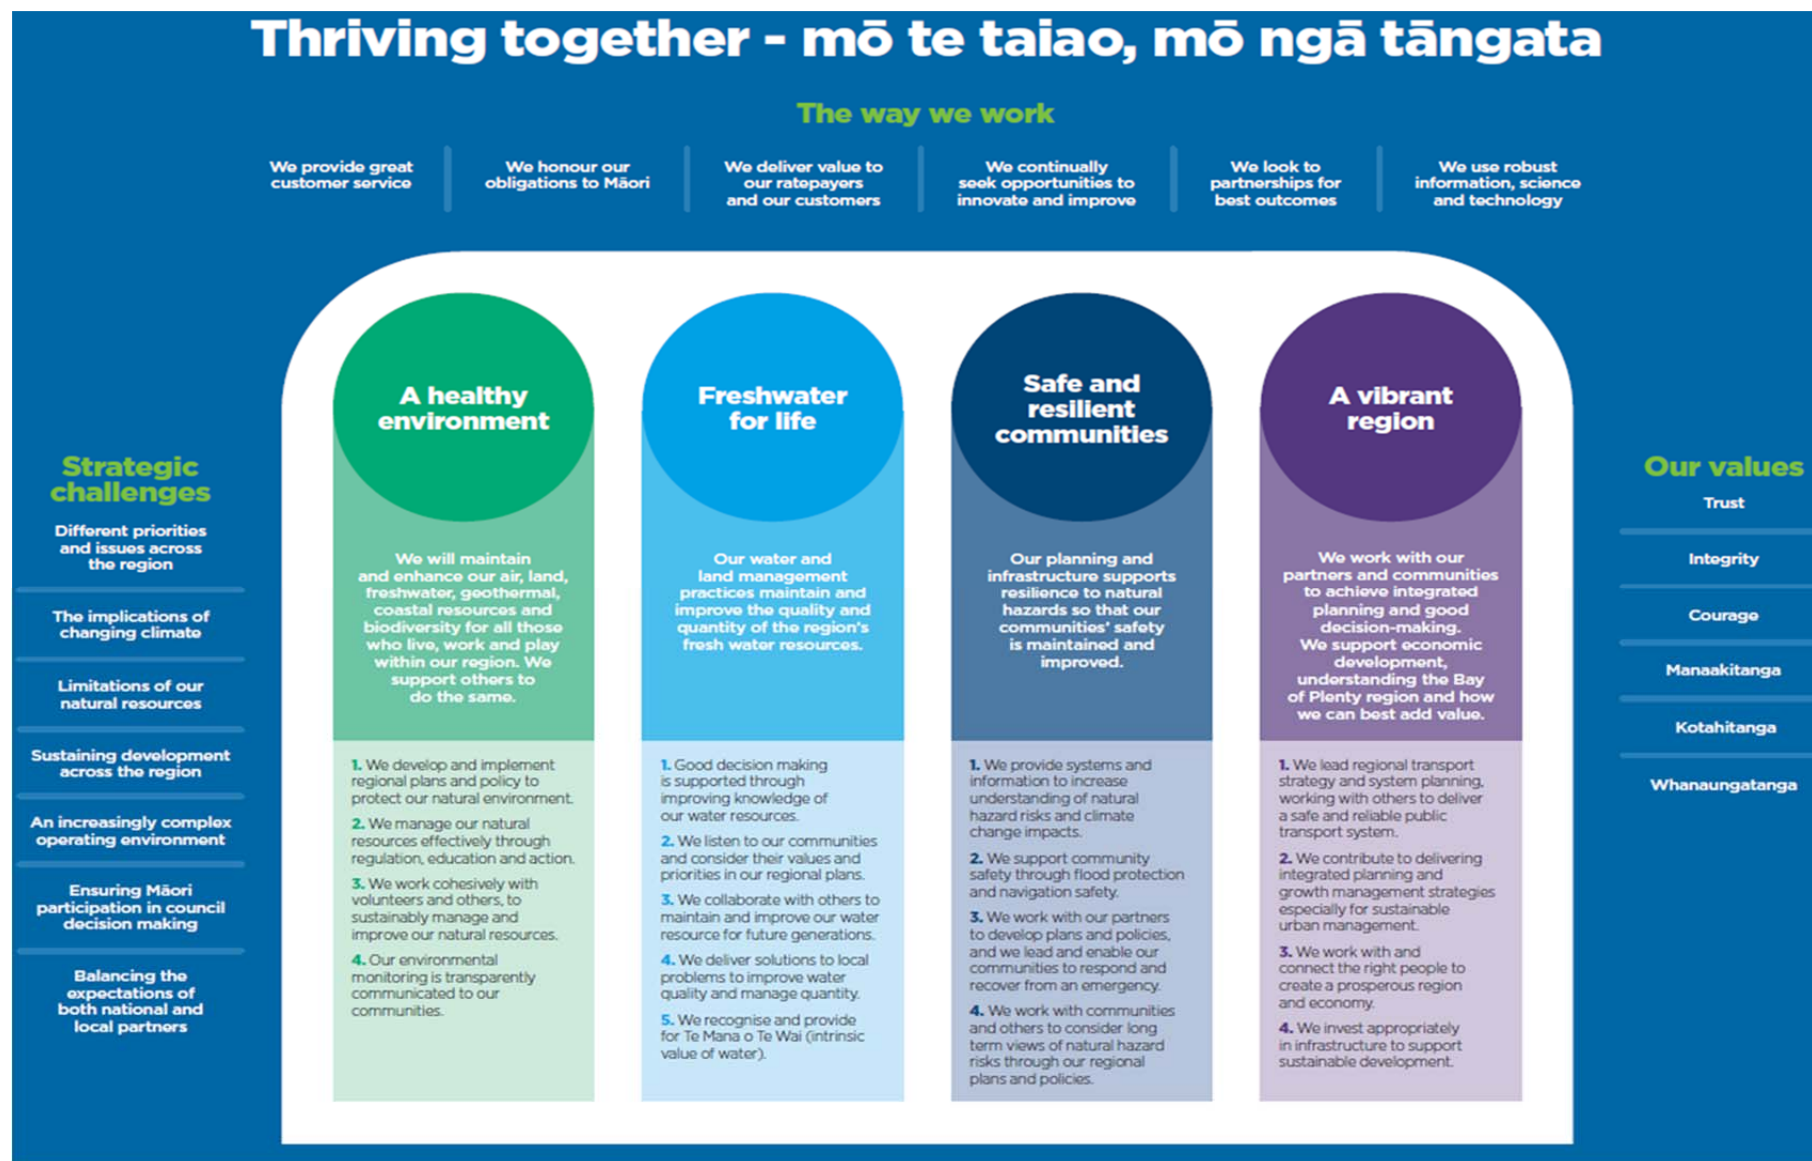 Thriving together - mō te taiao, mō ngā tāngata
The way we work
We provide great
customer service
We honour our
obligations to Māori
We deliver value to
our ratepayers
and our customers
We continually
seek opportunities to
innovate and improve
We look to
partnerships for
best outcomes
We use robust
information, science
and technology
Strategic
challenges
Different priorities
and issues across
the region
The implications of
changing climate
Limitations of our
natural resources
Sustaining development
across the region
An increasingly complex
operating environment
Ensuring Māori
participation in council
decision making
Balancing the
expectations of
both national and
local partners
A healthy
environment
We will maintain
and enhance our air, land,
freshwater, geothermal,
coastal resources and
biodiversity for all those
who live, work and play
within our region. We
support others to
do the same.
1. We develop and implement
regional plans and policy to
protect our natural environment.
2. We manage our natural
resources effectively through
regulation, education and action.
3. We work cohesively with
volunteers and others, to
sustainably manage and
improve our natural resources.
4. Our environmental
monitoring is transparently
communicated to our
communities.
Freshwater
for life
Our water and
land management
practices maintain and
improve the quality and
quantity of the region's
fresh water resources.
1. Good decision making
is supported through
improving knowledge of
our water resources.
2. We listen to our communities
and consider their values and
priorities in our regional plans.
3. We collaborate with others to
maintain and improve our water
resource for future generations.
4. We deliver solutions to local
problems to improve water
quality and manage quantity.
5. We recognise and provide
for Te Mana o Te Wai (intrinsic
value of water).
Safe and
resilient
communities
Our planning and
infrastructure supports
resilience to natural
hazards so that our
communities' safety
is maintained and
improved.
1. We provide systems and
information to increase
understanding of natural
hazard risks and climate
change impacts.
2. We support community
safety through flood protection
and navigation safety.
3. We work with our partners
to develop plans and policies,
and we lead and enable our
communities to respond and
recover from an emergency.
4. We work with communities
and others to consider long
term views of natural hazard
risks through our regional
plans and policies.
A vibrant
region
We work with our
partners and communities
to achieve integrated
planning and good
decision-making.
We support economic
development,
understanding the Bay
of Plenty region and how
we can best add value.
1. We lead regional transport
strategy and system planning,
working with others to deliver
a safe and reliable public
transport system.
2. We contribute to delivering
integrated planning and
growth management strategies
especially for sustainable
urban management.
3. We work with and
connect the right people to
create a prosperous region
and economy.
4. We invest appropriately
in infrastructure to support
sustainable development.
Our values
Trust
Integrity
Courage
Manaakitanga
Kotahitanga
Whanaungatanga